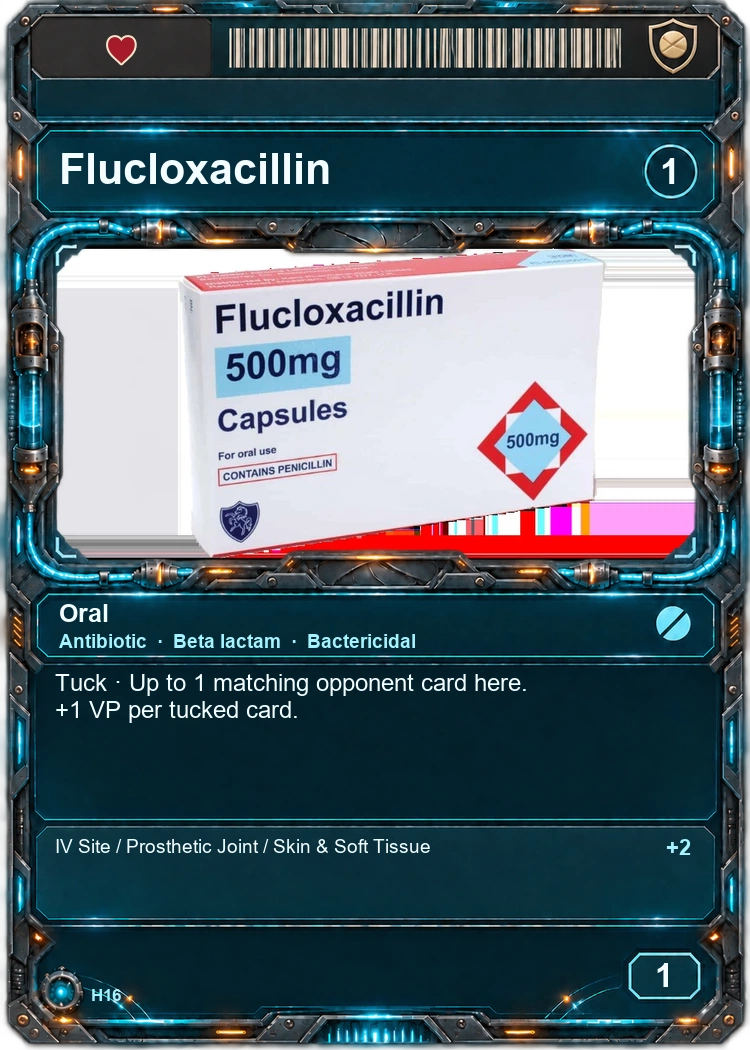 Flucloxacillin
1
Flucloxacillin
500mg
Capsules
For oral use
CONTAINS PENICILLIN
500mg
Oral
Antibiotic · Beta lactam · Bactericidal
Tuck · Up to 1 matching opponent card here.
+1 VP per tucked card.
IV Site / Prosthetic Joint / Skin & Soft Tissue
+2
H16
1